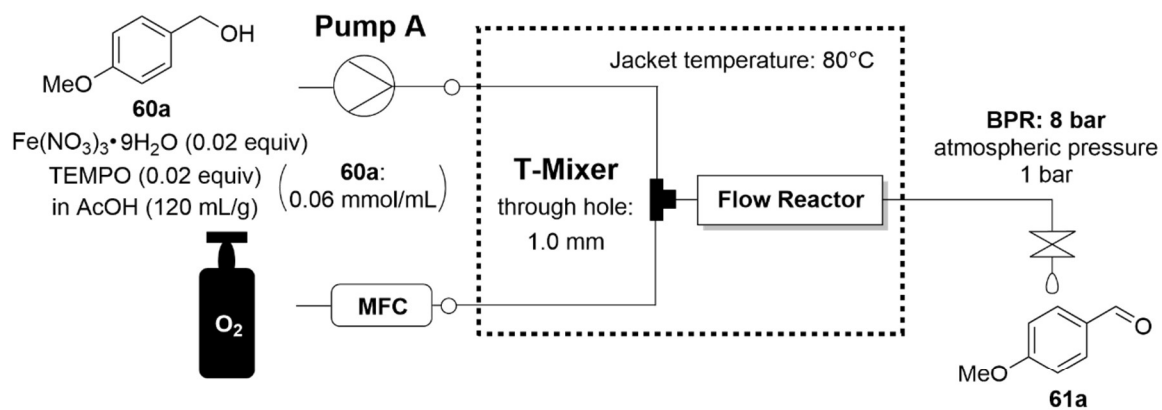 OH
MeO
60a
Fe(NO₃)₃•9H₂O (0.02 equiv)
TEMPO (0.02 equiv)
in AcOH (120 mL/g)
60a:
0.06 mmol/mL
Pump A
O₂
MFC
Jacket temperature: 80°C
T-Mixer
through hole:
1.0 mm
Flow Reactor
BPR: 8 bar
atmospheric pressure
1 bar
O
MeO
61a